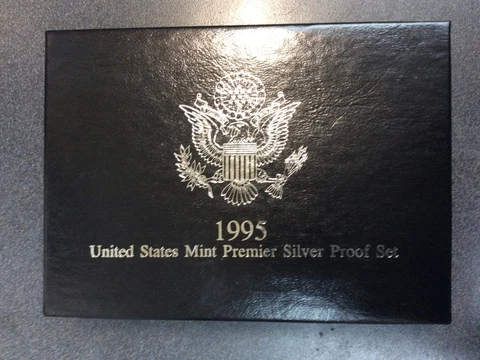 1995
United States Mint Premier Silver Proof Set